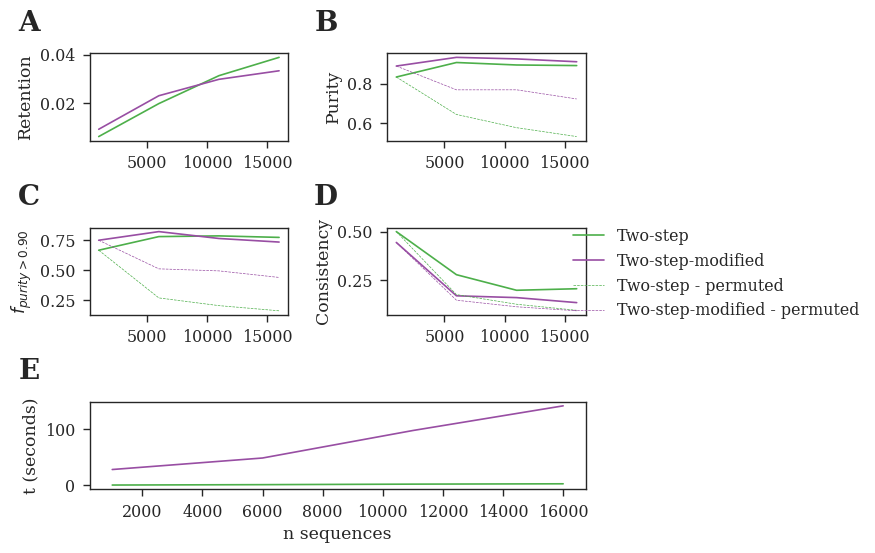 A
B
Retention
0.04
0.02
5000 10000 15000
Purity
0.8
0.6
5000 10000 15000
C
D
f_{purity > 0.90}
0.75
0.50
0.25
5000 10000 15000
Consistency
0.50
0.25
5000 10000 15000
Two-step
Two-step-modified
Two-step - permuted
Two-step-modified - permuted
E
t (seconds)
100
0
2000 4000 6000 8000 10000 12000 14000 16000
n sequences